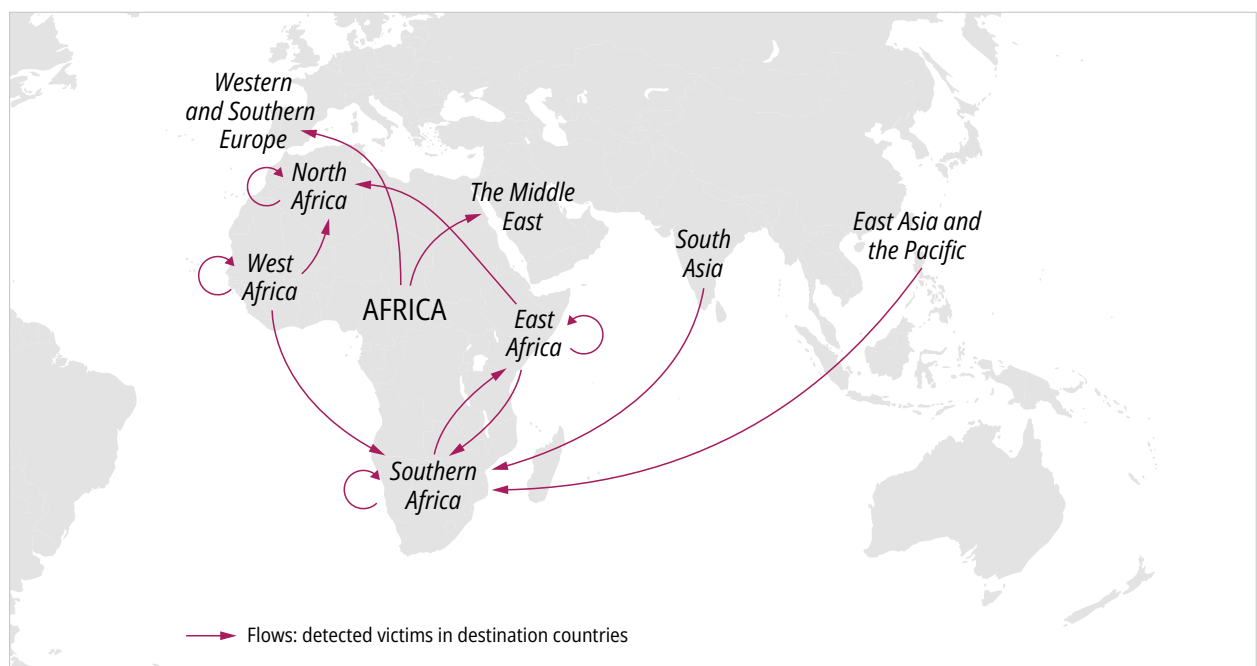 Western
and Southern
Europe
North
Africa
The Middle
East
East Asia and
the Pacific
South
Asia
West
Africa
AFRICA
East
Africa
Southern
Africa
Flows: detected victims in destination countries